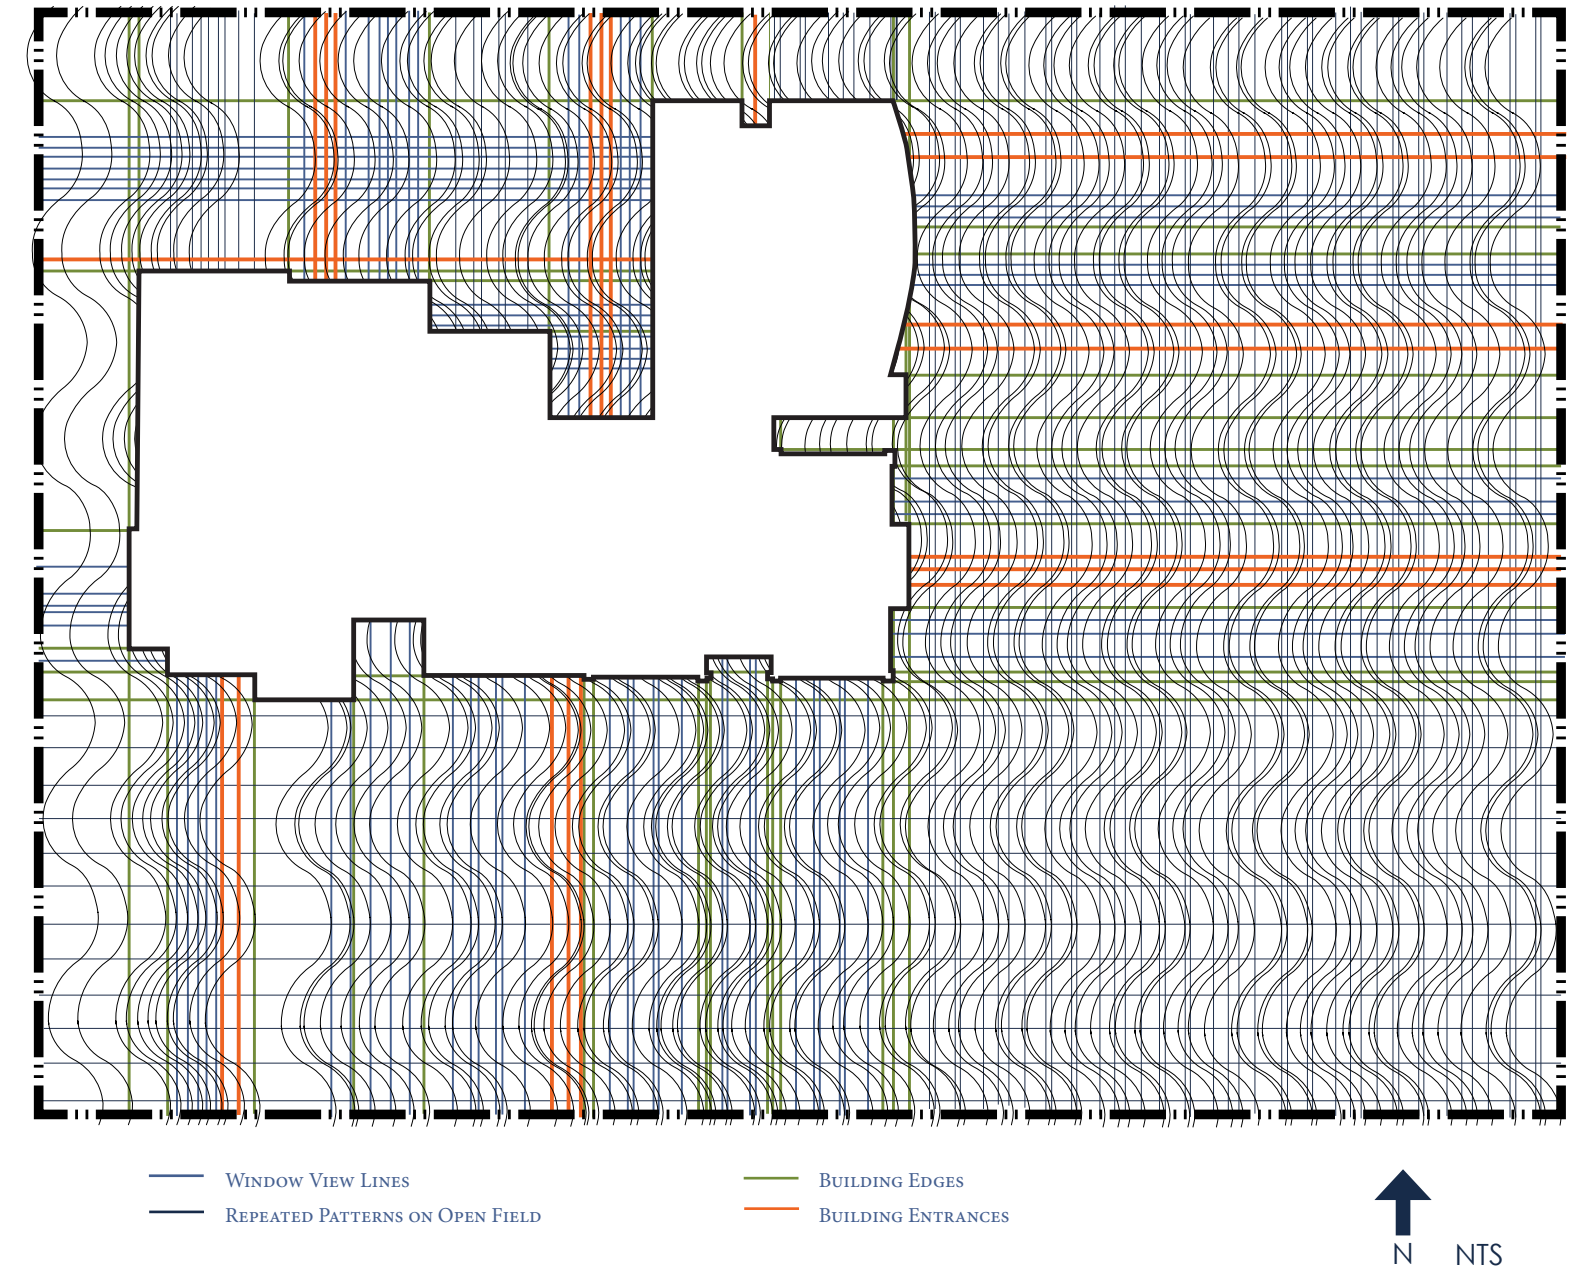 Window View Lines
Repeated Patterns on Open Field
Building Edges
Building Entrances
N
NTS